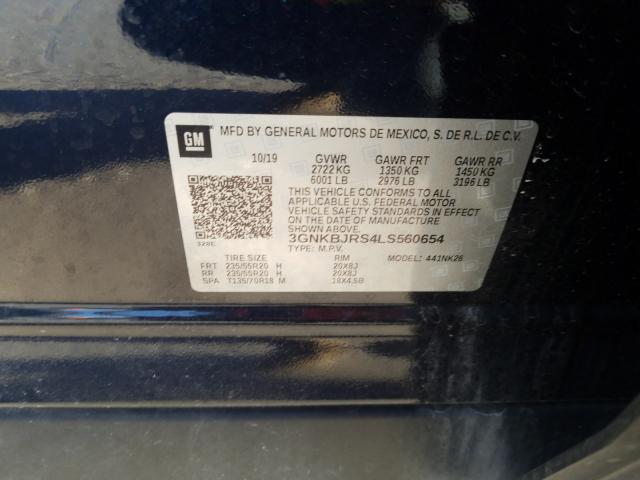 GM
MFD BY GENERAL MOTORS DE MEXICO, S. DE R.L. DE C.V.
10/19 GVWR GAWR FRT GAWR RR
2722 KG 1350 KG 1450 KG
6001 LB 2976 LB 3196 LB
THIS VEHICLE CONFORMS TO ALL
APPLICABLE U.S. FEDERAL MOTOR
VEHICLE SAFETY STANDARDS IN
EFFECT ON THE DATE OF
MANUFACTURE SHOWN ABOVE.
3GNKBJRS4LS560654
TYPE: M.P.V. MODEL: 441NK26
328E
TIRE SIZE RIM
FRT 235/55R20 H 20X8J
RR 235/55R20 H 20X8J
SPA T135/70R18 M 18X4.5B